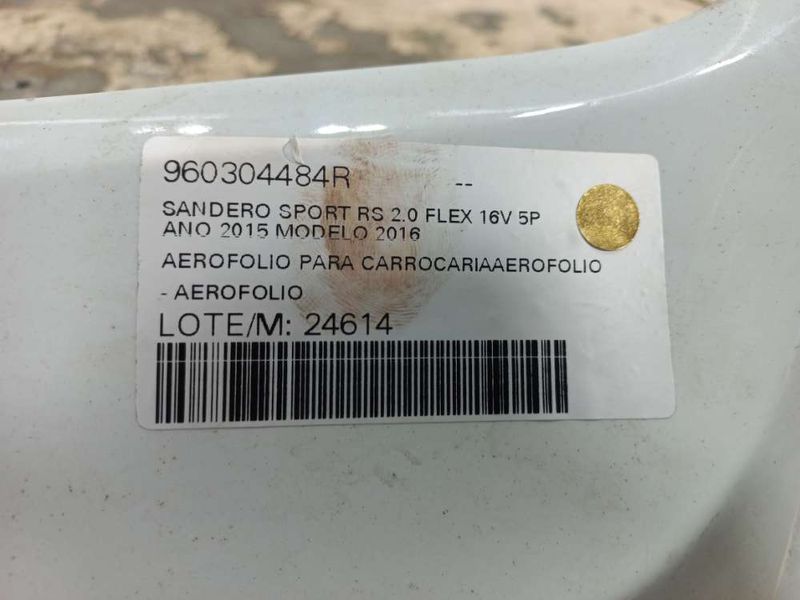 960304484R --
SANDERO SPORT RS 2.0 FLEX 16V 5P
ANO 2015 MODELO 2016
AEROFOLIO PARA CARROCARIAAEROFOLIO
- AEROFOLIO
LOTE/M: 24614